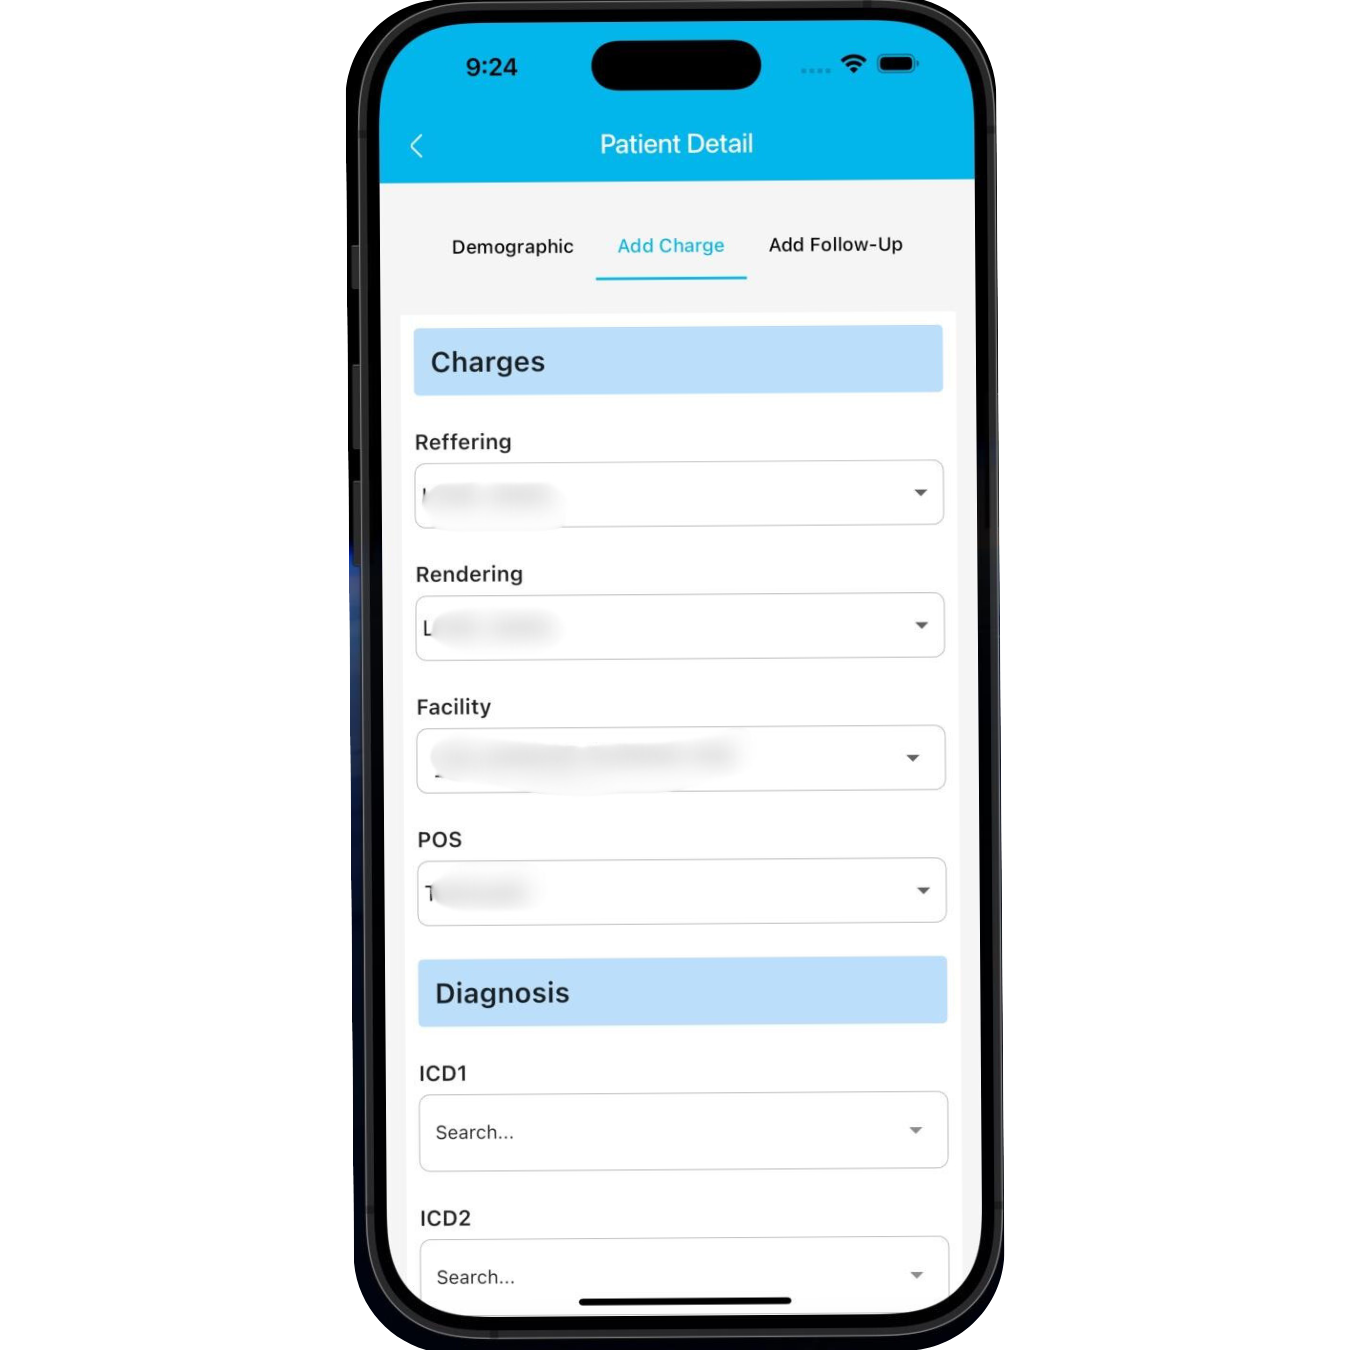 9:24
Patient Detail
Demographic Add Charge Add Follow-Up
Charges
Reffering
Rendering
Facility
POS
Diagnosis
ICD1
Search...
ICD2
Search...